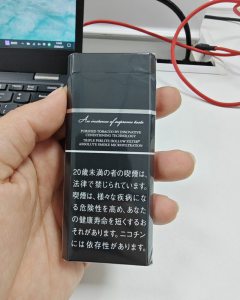 An essence of supreme taste
PURIFIED TOBACCO BY INNOVATIVE
CONDITIONING TECHNOLOGY
"TRIPLE PERLITE HOLLOW FILTER"
ABSOLUTE SMOKE MICROFILTRATION
20歳未満の者の喫煙は、
法律で禁じられています。
喫煙は、様々な疾病にな
る危険性を高め、あなた
の健康寿命を短くするお
それがあります。ニコチン
には依存性があります。